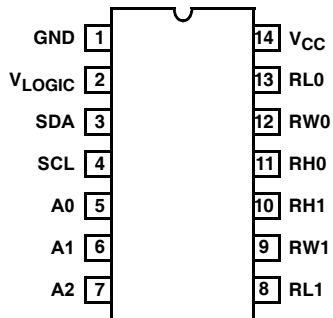 GND 1 14 VCC
VLOGIC 2 13 RL0
SDA 3 12 RW0
SCL 4 11 RH0
A0 5 10 RH1
A1 6 9 RW1
A2 7 8 RL1